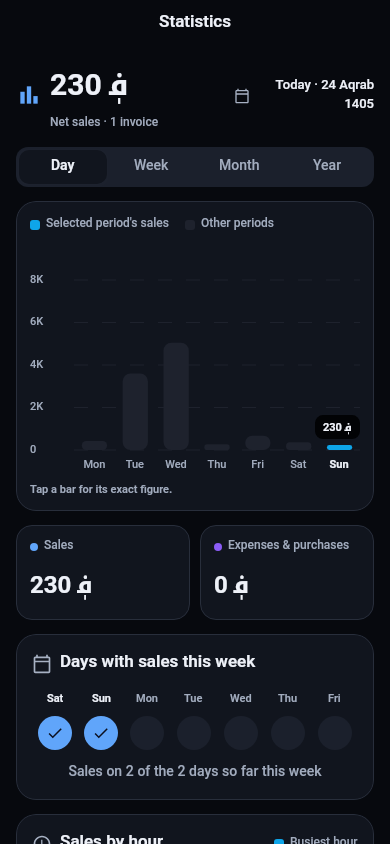 Statistics
230 ؋
Net sales · 1 invoice
Today · 24 Aqrab
1405
Day Week Month Year
Selected period's sales Other periods
8K
6K
4K
2K
0
230 ؋
Mon Tue Wed Thu Fri Sat Sun
Tap a bar for its exact figure.
Sales
230 ؋
Expenses & purchases
0 ؋
Days with sales this week
Sat Sun Mon Tue Wed Thu Fri
Sales on 2 of the 2 days so far this week
Sales by hour
Busiest hour